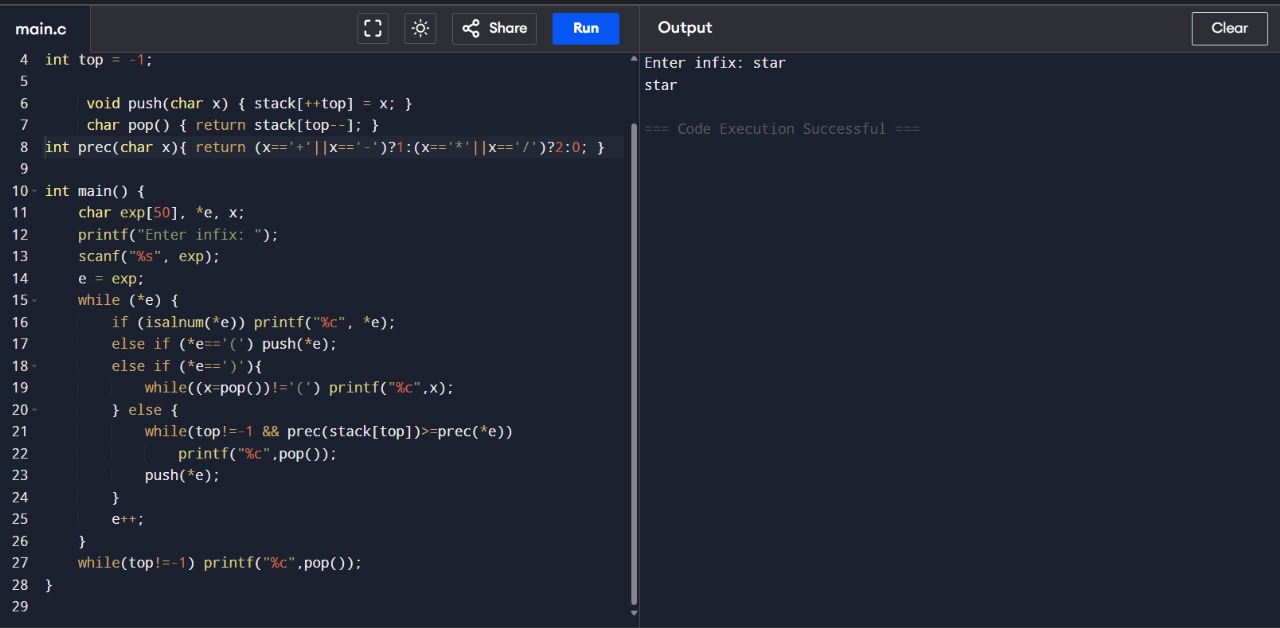 main.c
Share
Run
4 int top = -1;
5
6 void push(char x) { stack[++top] = x; }
7 char pop() { return stack[top--]; }
8 int prec(char x){ return (x=='+'||x=='-')?1:(x=='*'||x=='/')?2:0; }
9
10 int main() {
11 char exp[50], *e, x;
12 printf("Enter infix: ");
13 scanf("%s", exp);
14 e = exp;
15 while (*e) {
16 if (isalnum(*e)) printf("%c", *e);
17 else if (*e=='(') push(*e);
18 else if (*e==')'){
19 while((x=pop())!='(') printf("%c",x);
20 } else {
21 while(top!=-1 && prec(stack[top])>=prec(*e))
22 printf("%c",pop());
23 push(*e);
24 }
25 e++;
26 }
27 while(top!=-1) printf("%c",pop());
28 }
29
Output
Clear
Enter infix: star
star
=== Code Execution Successful ===